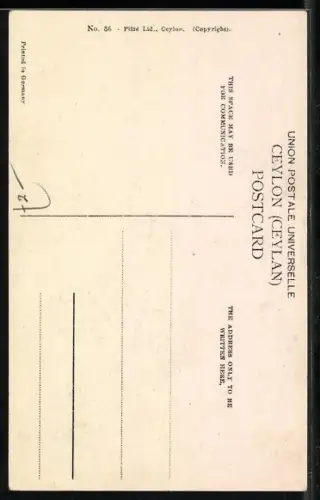 UNION POSTALE UNIVERSELLE
CEYLON (CEYLAN)
POSTCARD
THIS SPACE MAY BE USED
FOR COMMUNICATION.
THE ADDRESS ONLY TO BE
WRITTEN HERE.
No. 56 - Plâté Ltd., Ceylon. (Copyright).
Printed in Germany